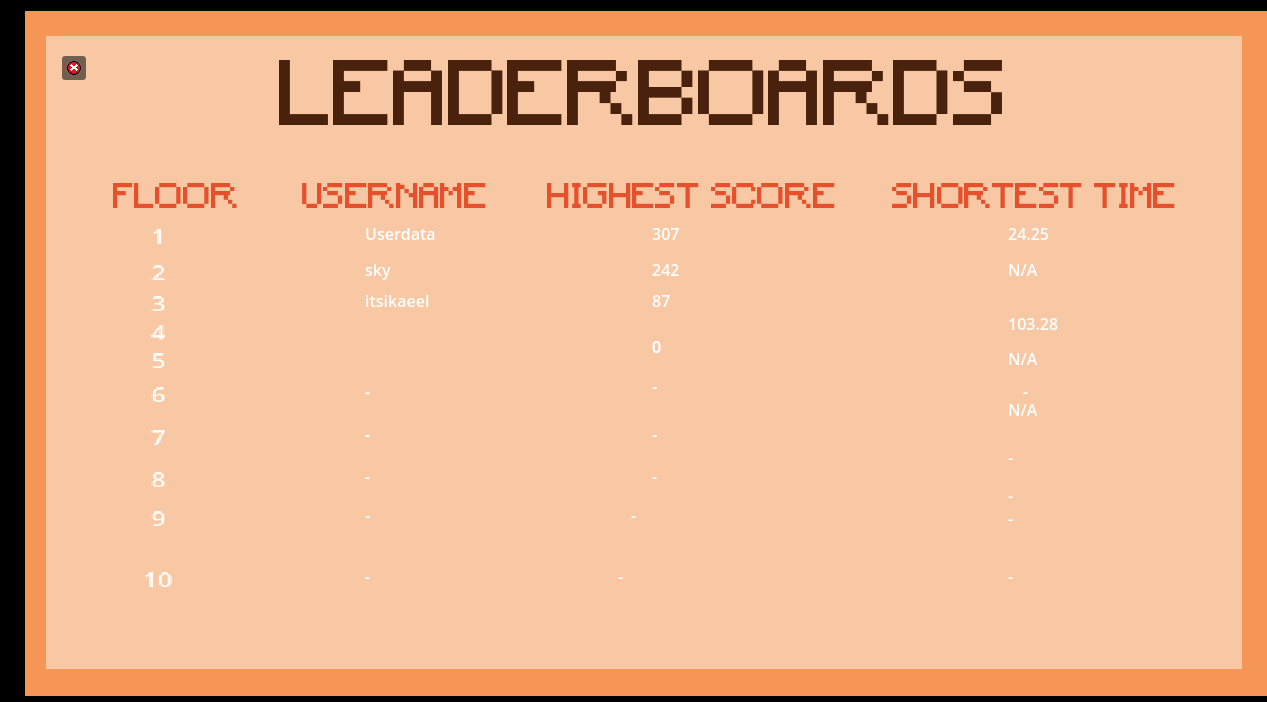 LEADERBOARDS
FLOOR USERNAME HIGHEST SCORE SHORTEST TIME
1 Userdata 307 24.25
2 sky 242 N/A
3 itsikaeel 87
4 103.28
0
5 N/A
6 - - -
N/A
7 - -
-
8 - -
-
9 - - -
10 - - -